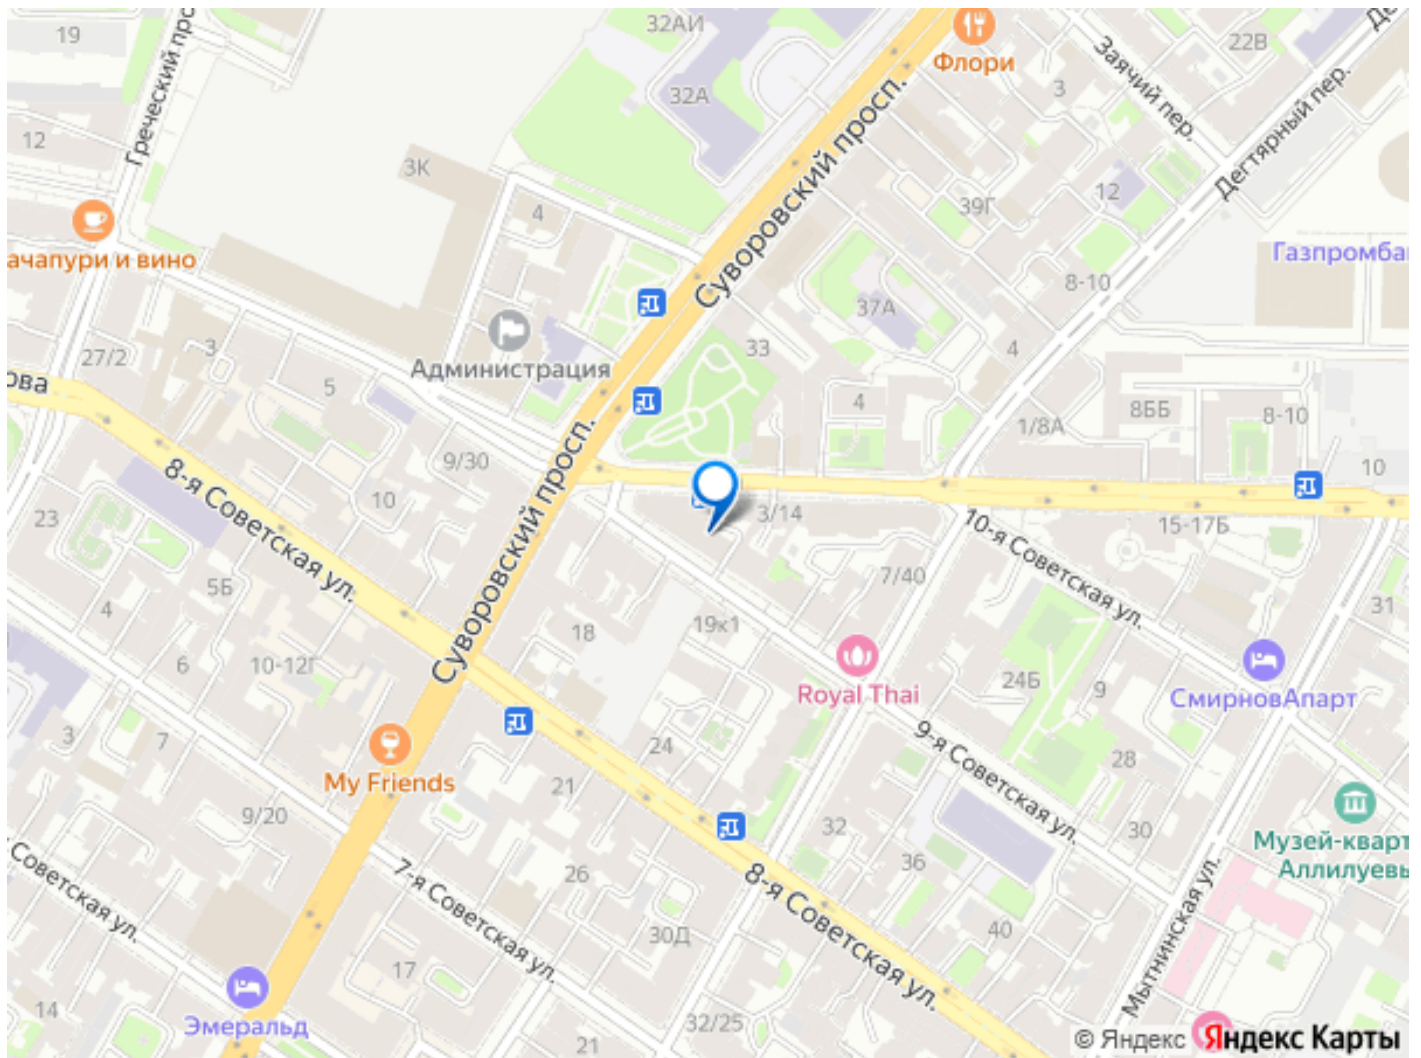 19
32АИ
Флори
22В
Заячий пер.
Де
Греческий про
32А
3
Дегтярный пер.
12
3К
Суворовский просп.
12
4
39Г
ачапури и вино
Газпромба
8-10
37А
Администрация
33
27/2
3
4
5
ова
4
8ББ
8-10
1/8А
9/30
10
8-я Советская ул.
10
Суворовский просп.
23
3/14
10-я Советская ул.
15-17Б
5Б
7/40
4
31
18
19к1
6
10-12Г
Royal Thai
24Б
9
СмирновАпарт
3
7
24
9-я Советская ул.
28
My Friends
21
9/20
32
30
Музей-кварт
Аллилуевы
36
26
7-я Советская ул.
8-я Советская ул.
Советская ул.
Мытнинская ул.
30Д
40
17
14
Эмеральд
32/25
21
© Яндекс Яндекс Карты